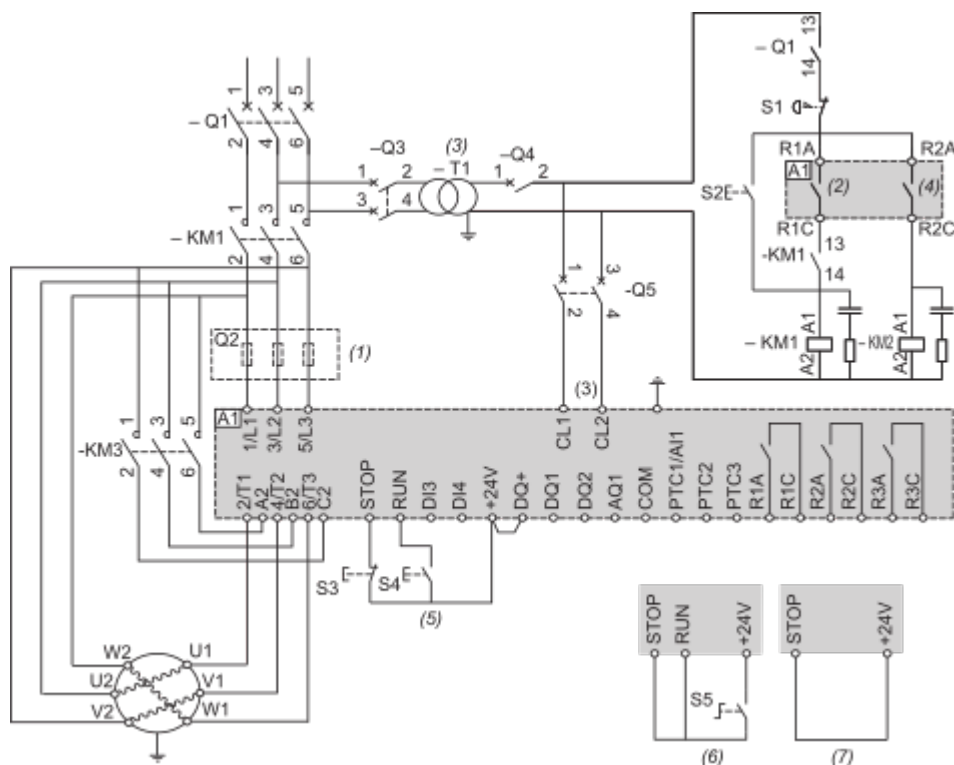 13
– Q1
14
1 3 5
– Q1
2 4 6
S1
–Q3
(3)
– T1
–Q4
1 2
3 4
1 2
R1A R2A
A1
S2
(2) (4)
R1C R2C
1 3 5
– KM1
2 4 6
-KM1
13
14
1 3
-Q5
2 4
Q2
(1)
A1 A1
– KM1 – KM2
A2 A2
(3)
1 3 5
-KM3
2 4 6
A1
1/L1 3/L2 5/L3 CL1 CL2
2/T1 A2 4/T2 B2 6/T3 C2 STOP RUN DI3 DI4 +24V DQ+ DQ1 DQ2 AQ1 COM PTC1/AI1 PTC2 PTC3 R1A R1C R2A R2C R3A R3C
S3 S4
(5)
STOP RUN +24V
STOP +24V
W2 U1
U2 V1
V2 W1
S5
(6) (7)